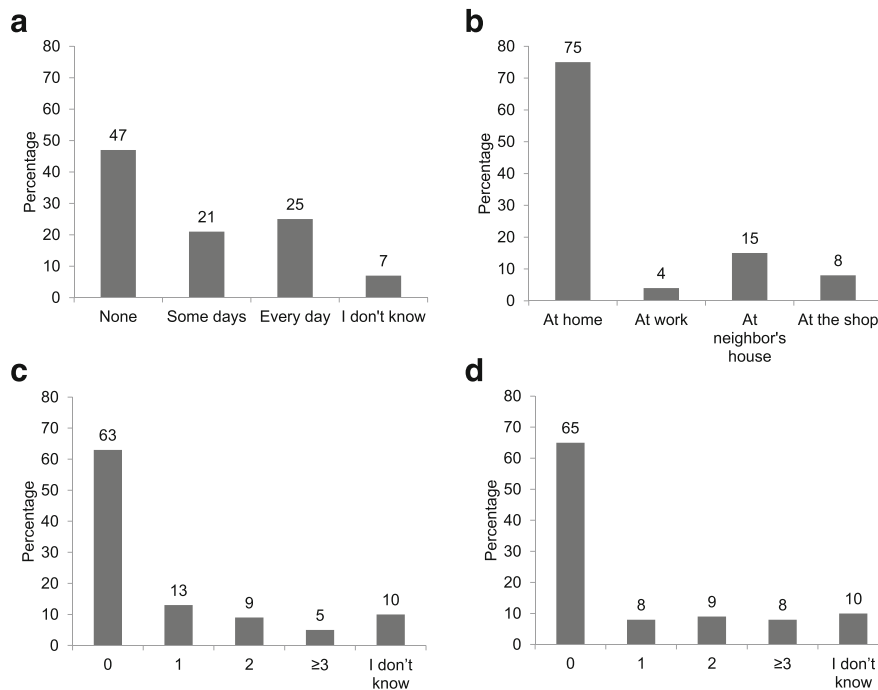 a
80
70
60
50
40
30
20
10
0
Percentage
47
21
25
7
None
Some days
Every day
I don't know
b
80
70
60
50
40
30
20
10
0
Percentage
75
4
15
8
At home
At work
At
neighbor's
house
At the shop
c
80
70
60
50
40
30
20
10
0
Percentage
63
13
9
5
10
0
1
2
≥3
I don't
know
d
80
70
60
50
40
30
20
10
0
Percentage
65
8
9
8
10
0
1
2
≥3
I don't
know